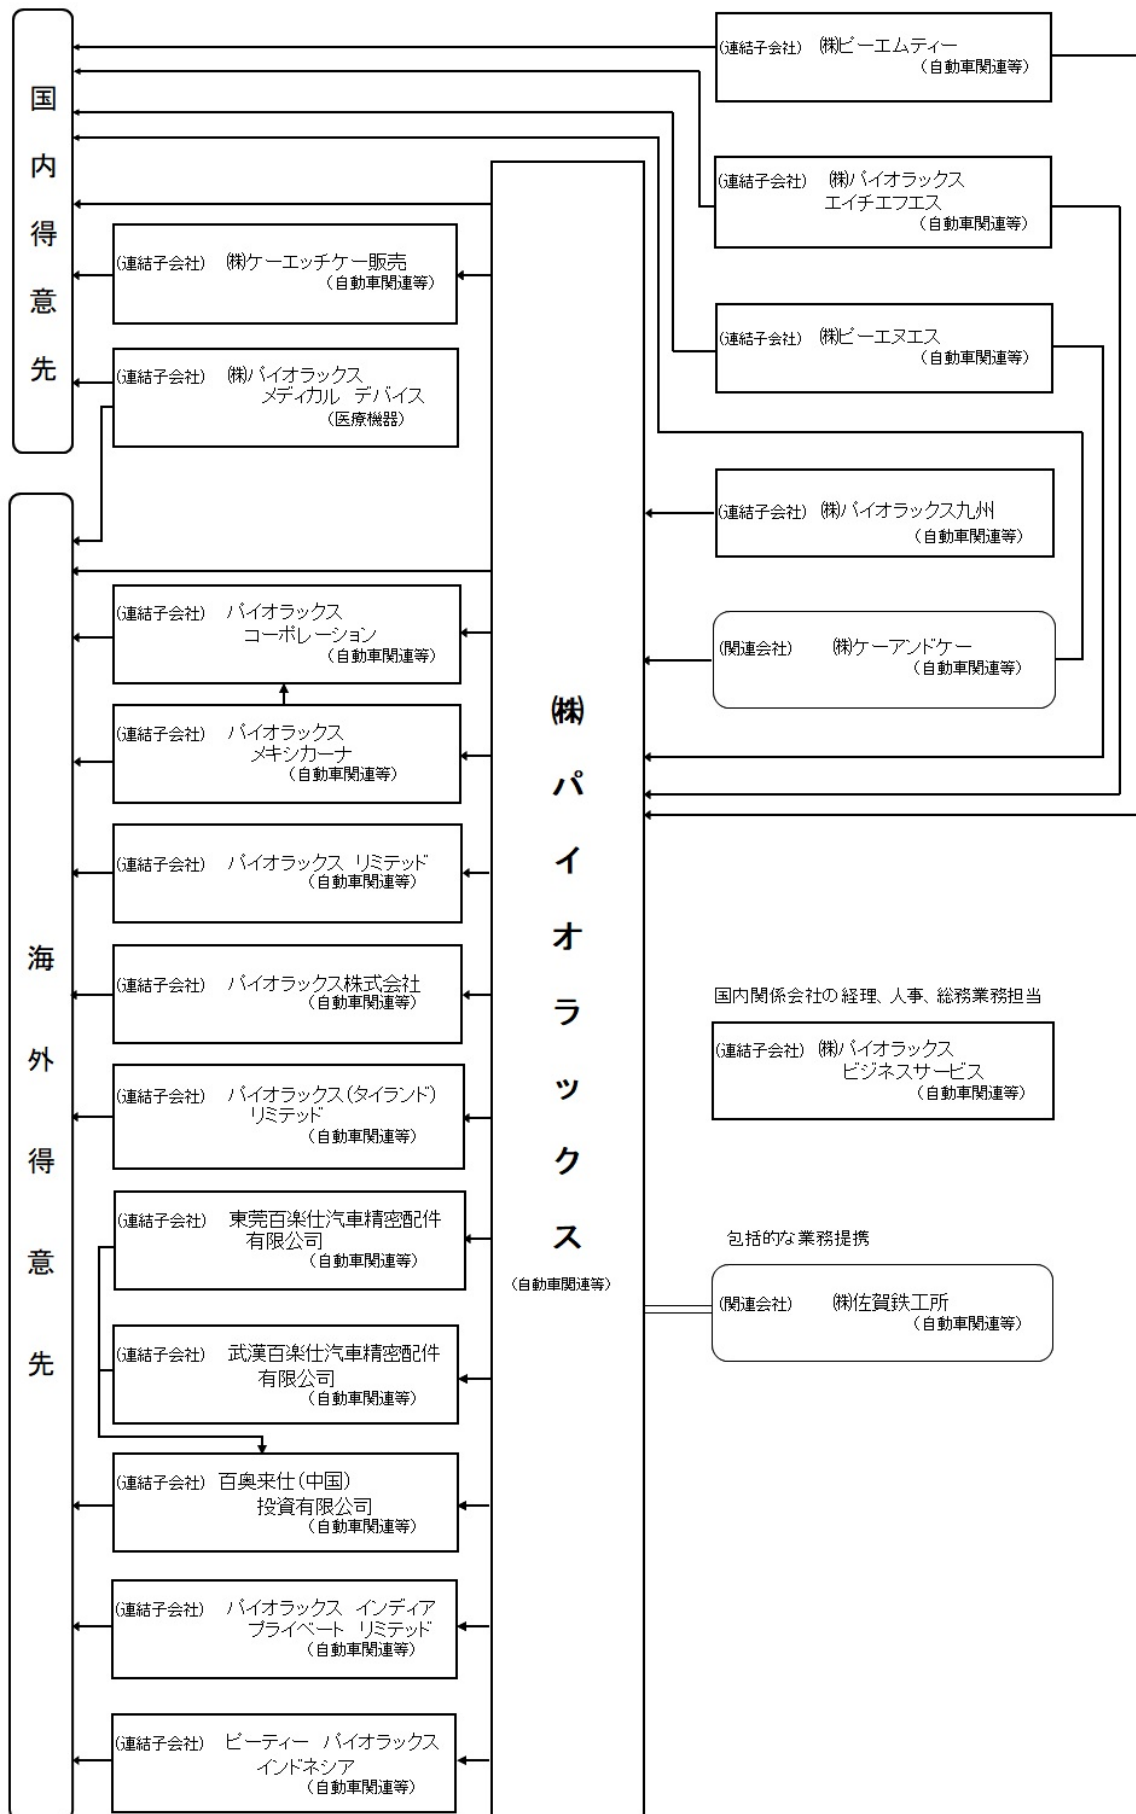 国内得意先
(連結子会社) ㈱ピーエムティー
(自動車関連等)
(連結子会社) ㈱パイオラックス
エイチエフエス
(自動車関連等)
(連結子会社) ㈱ケーエッチケー販売
(自動車関連等)
(連結子会社) ㈱ピーエヌエス
(自動車関連等)
(連結子会社) ㈱パイオラックス
メディカル デバイス
(医療機器)
(連結子会社) ㈱パイオラックス九州
(自動車関連等)
海外得意先
(連結子会社) パイオラックス
コーポレーション
(自動車関連等)
(関連会社) ㈱ケーアンドケー
(自動車関連等)
㈱パイオラックス
(自動車関連等)
(連結子会社) パイオラックス
メキシカーナ
(自動車関連等)
(連結子会社) パイオラックス リミテッド
(自動車関連等)
(連結子会社) パイオラックス株式会社
(自動車関連等)
国内関係会社の経理、人事、総務業務担当
(連結子会社) ㈱パイオラックス
ビジネスサービス
(自動車関連等)
(連結子会社) パイオラックス(タイランド)
リミテッド
(自動車関連等)
(連結子会社) 東莞百楽仕汽車精密配件
有限公司
(自動車関連等)
包括的な業務提携
(関連会社) ㈱佐賀鉄工所
(自動車関連等)
(連結子会社) 武漢百楽仕汽車精密配件
有限公司
(自動車関連等)
(連結子会社) 百奥来仕(中国)
投資有限公司
(自動車関連等)
(連結子会社) パイオラックス インディア
プライベート リミテッド
(自動車関連等)
(連結子会社) ピーティー パイオラックス
インドネシア
(自動車関連等)